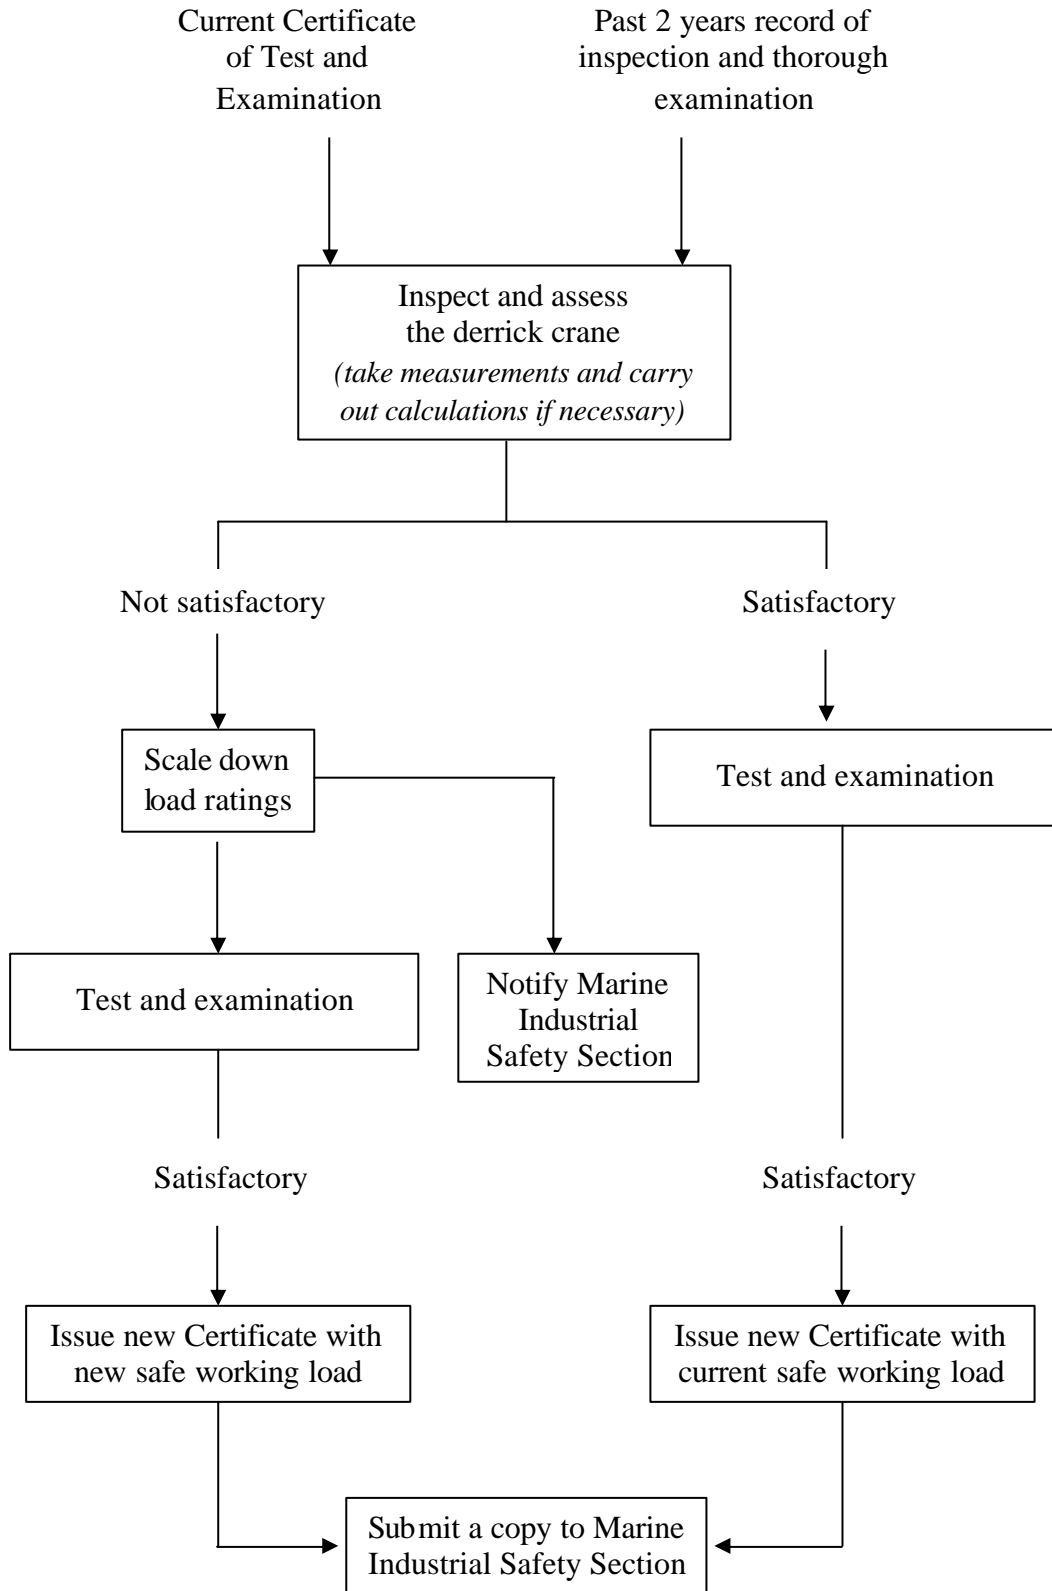 Current Certificate
of Test and
Examination
Past 2 years record of
inspection and thorough
examination
Inspect and assess
the derrick crane
(take measurements and carry
out calculations if necessary)
Not satisfactory
Satisfactory
Scale down
load ratings
Test and examination
Test and examination
Notify Marine
Industrial
Safety Section
Satisfactory
Satisfactory
Issue new Certificate with
new safe working load
Issue new Certificate with
current safe working load
Submit a copy to Marine
Industrial Safety Section